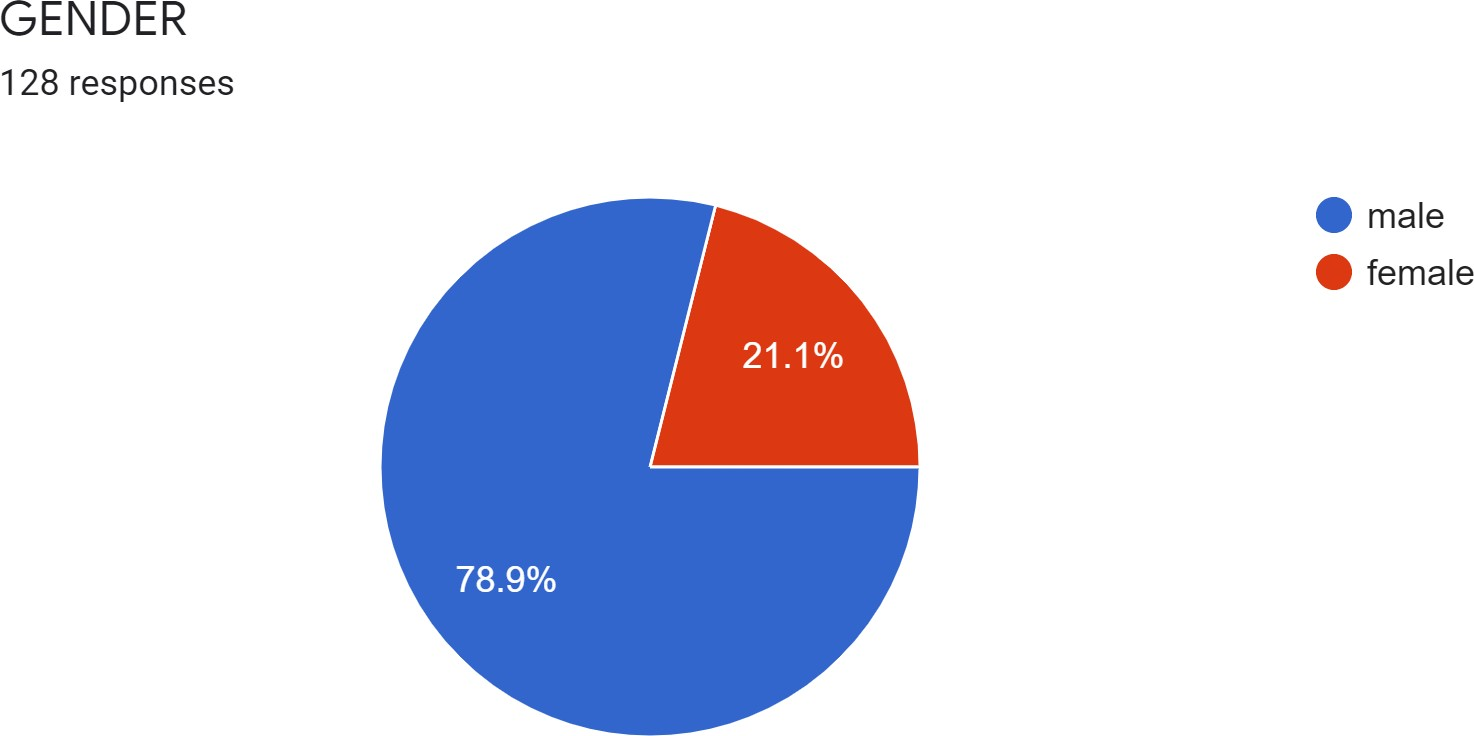 GENDER
128 responses
male
female
21.1%
78.9%